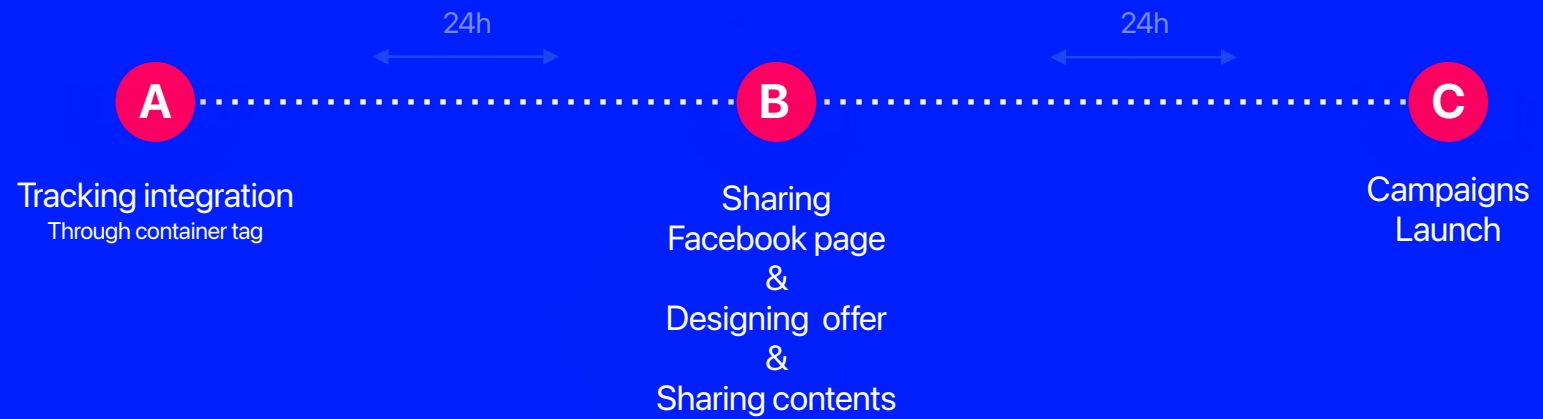 24h
24h
A
B
C
Tracking integration
Through container tag
Sharing
Facebook page
&
Designing offer
&
Sharing contents
Campaigns
Launch